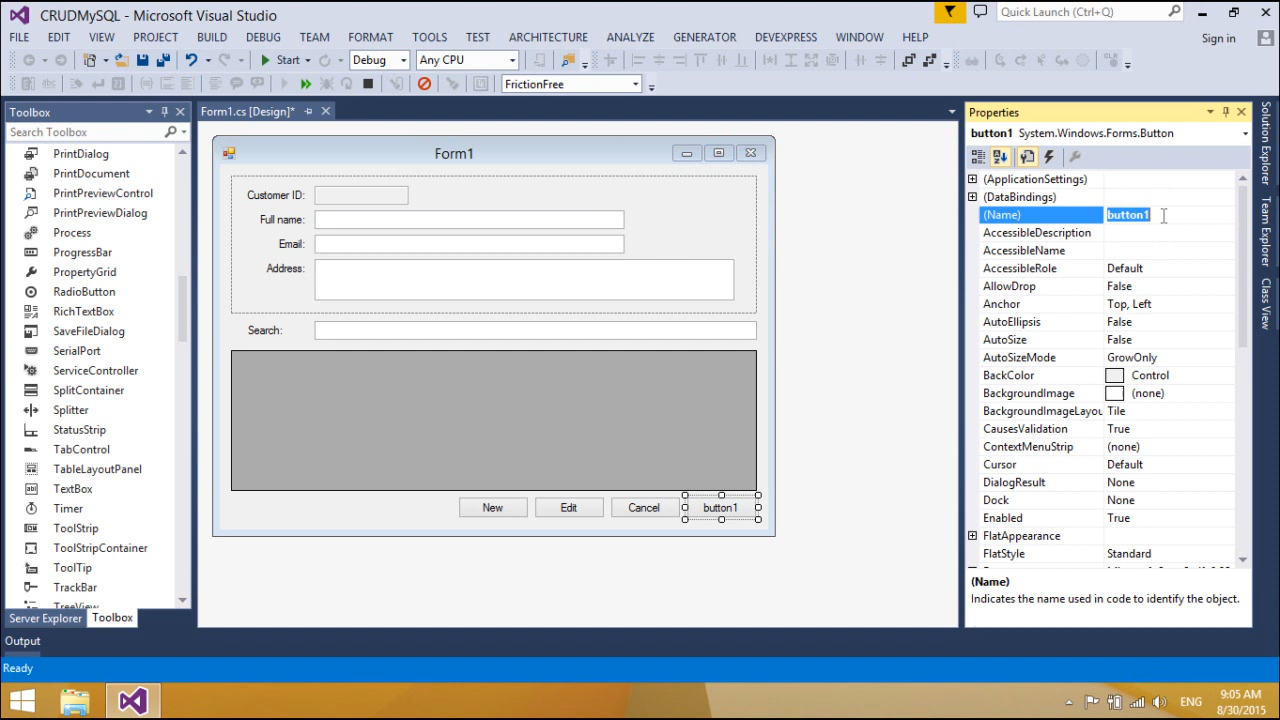 CRUDMySQL - Microsoft Visual Studio
Quick Launch (Ctrl+Q)
FILE EDIT VIEW PROJECT BUILD DEBUG TEAM FORMAT TOOLS TEST ARCHITECTURE ANALYZE GENERATOR DEVEXPRESS WINDOW HELP
Sign in
Start Debug Any CPU
FrictionFree
Toolbox
Search Toolbox
PrintDialog
PrintDocument
PrintPreviewControl
PrintPreviewDialog
Process
ProgressBar
PropertyGrid
RadioButton
RichTextBox
SaveFileDialog
SerialPort
ServiceController
SplitContainer
Splitter
StatusStrip
TabControl
TableLayoutPanel
TextBox
Timer
ToolStrip
ToolStripContainer
ToolTip
TrackBar
TreeView
Server Explorer Toolbox
Form1.cs [Design]*
Form1
Customer ID:
Full name:
Email:
Address:
Search:
New Edit Cancel button1
Properties
button1 System.Windows.Forms.Button
(ApplicationSettings)
(DataBindings)
(Name) button1
AccessibleDescription
AccessibleName
AccessibleRole Default
AllowDrop False
Anchor Top, Left
AutoEllipsis False
AutoSize False
AutoSizeMode GrowOnly
BackColor Control
BackgroundImage (none)
BackgroundImageLayou Tile
CausesValidation True
ContextMenuStrip (none)
Cursor Default
DialogResult None
Dock None
Enabled True
FlatAppearance
FlatStyle Standard
(Name)
Indicates the name used in code to identify the object.
Solution Explorer
Team Explorer
Class View
Output
Ready
ENG
9:05 AM
8/30/2015